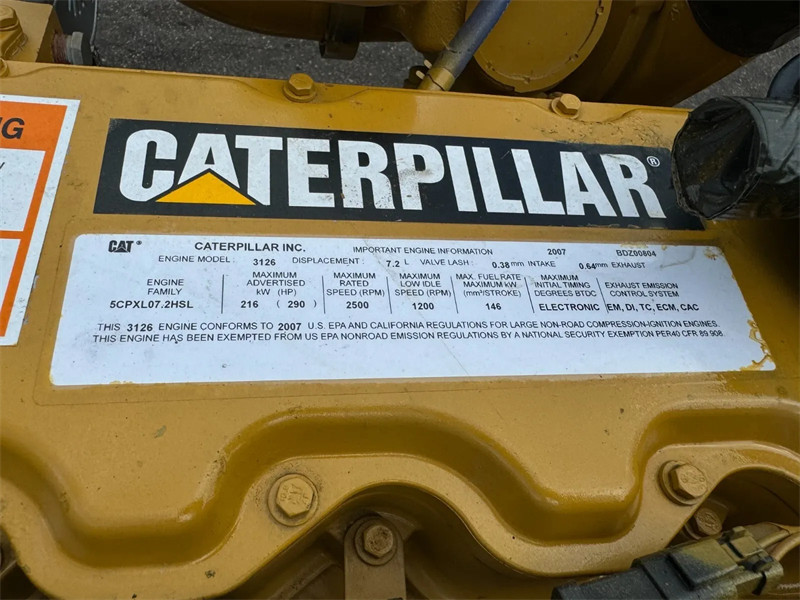 NG
CATERPILLAR®
CAT® CATERPILLAR INC. IMPORTANT ENGINE INFORMATION 2007 BDZ00804
ENGINE MODEL: 3126 DISPLACEMENT: 7.2 L VALVE LASH: 0.38 mm INTAKE 0.64 mm EXHAUST
ENGINE FAMILY MAXIMUM ADVERTISED kW (HP) MAXIMUM RATED SPEED (RPM) MAXIMUM LOW IDLE SPEED (RPM) MAX. FUEL RATE MAXIMUM kW (mm³/STROKE) MAXIMUM INITIAL TIMING DEGREES BTDC EXHAUST EMISSION CONTROL SYSTEM
5CPXL07.2HSL 216 ( 290 ) 2500 1200 146 ELECTRONIC EM, DI, TC, ECM, CAC
THIS 3126 ENGINE CONFORMS TO 2007 U.S. EPA AND CALIFORNIA REGULATIONS FOR LARGE NON-ROAD COMPRESSION-IGNITION ENGINES.
THIS ENGINE HAS BEEN EXEMPTED FROM US EPA NONROAD EMISSION REGULATIONS BY A NATIONAL SECURITY EXEMPTION PER40 CFR 89.908.